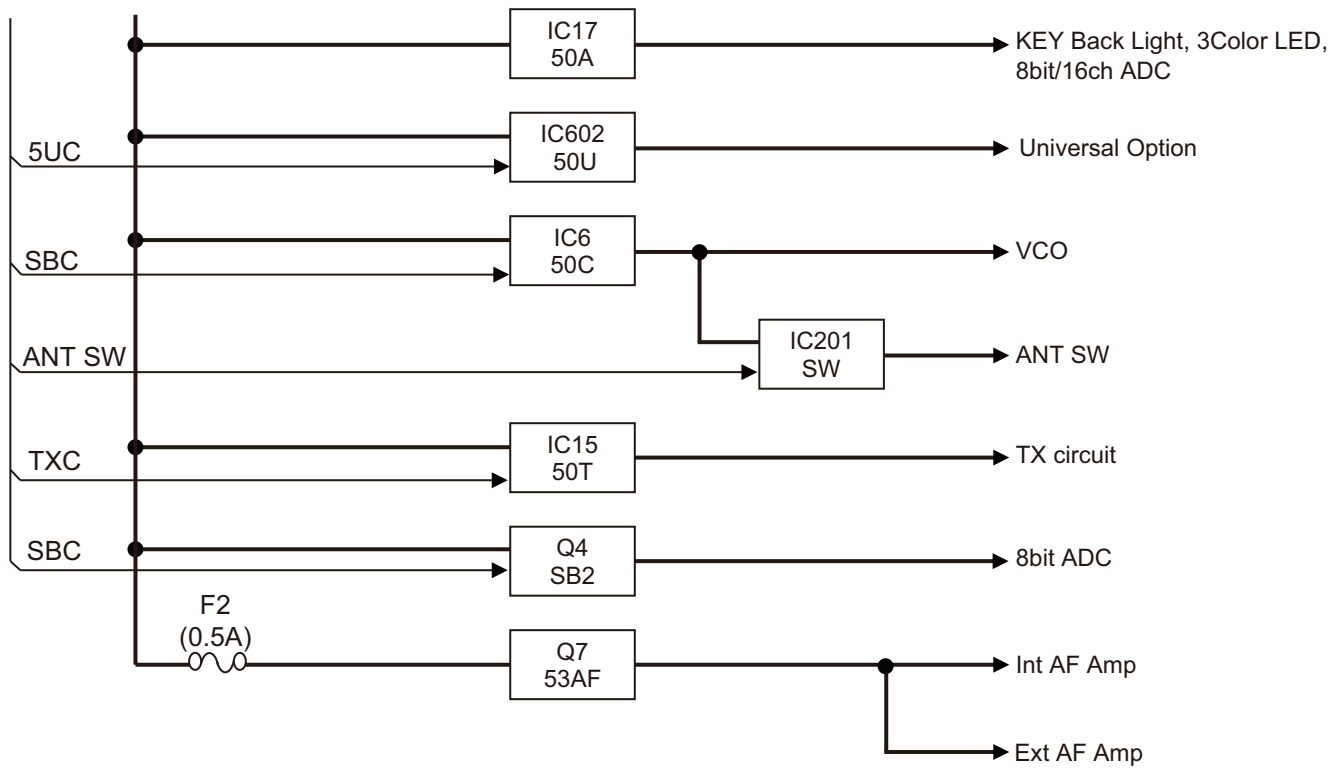 IC17
50A
KEY Back Light, 3Color LED,
8bit/16ch ADC
5UC
IC602
50U
Universal Option
SBC
IC6
50C
VCO
ANT SW
IC201
SW
ANT SW
TXC
IC15
50T
TX circuit
SBC
Q4
SB2
8bit ADC
F2
(0.5A)
Q7
53AF
Int AF Amp
Ext AF Amp